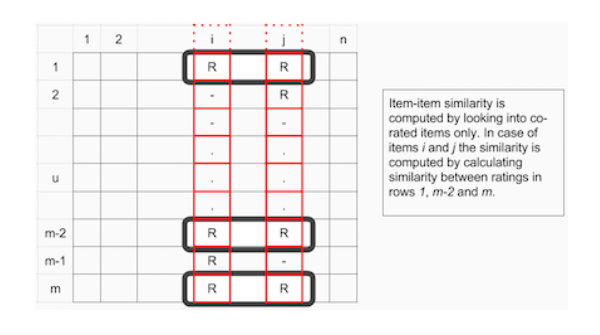 1 2 i j n
1 R R
2 - R
- -
. .
u . .
. .
m-2 R R
m-1 R -
m R R
Item-item similarity is
computed by looking into co-
rated items only. In case of
items i and j the similarity is
computed by calculating
similarity between ratings in
rows 1, m-2 and m.